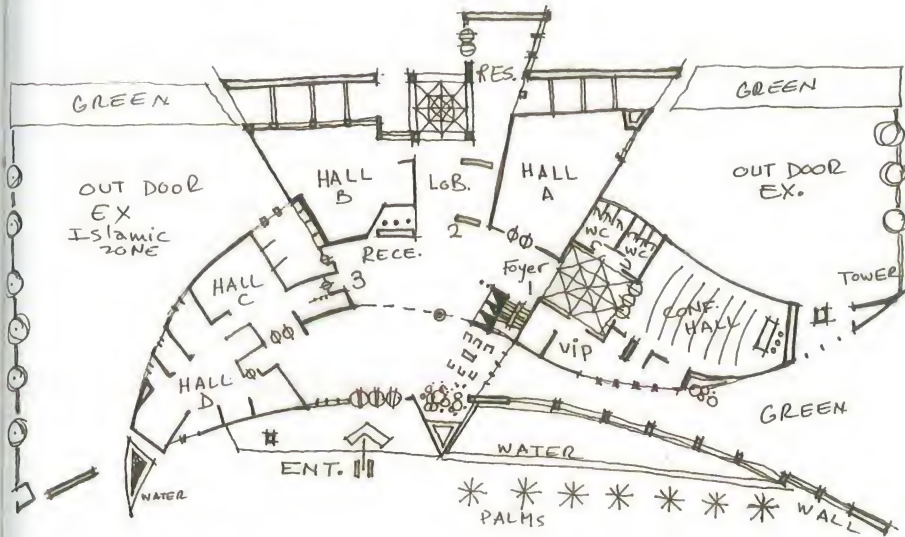 RES.
GREEN
GREEN
HALL
B
LOB.
HALL
A
OUT DOOR
EX
Islamic
ZONE
OUT DOOR
EX.
WC
WC
2
RECE.
Foyer
1
TOWER
3
HALL
C
CONF.
HALL
VIP
HALL
D
GREEN
WATER
ENT.
WATER
PALMS
WALL